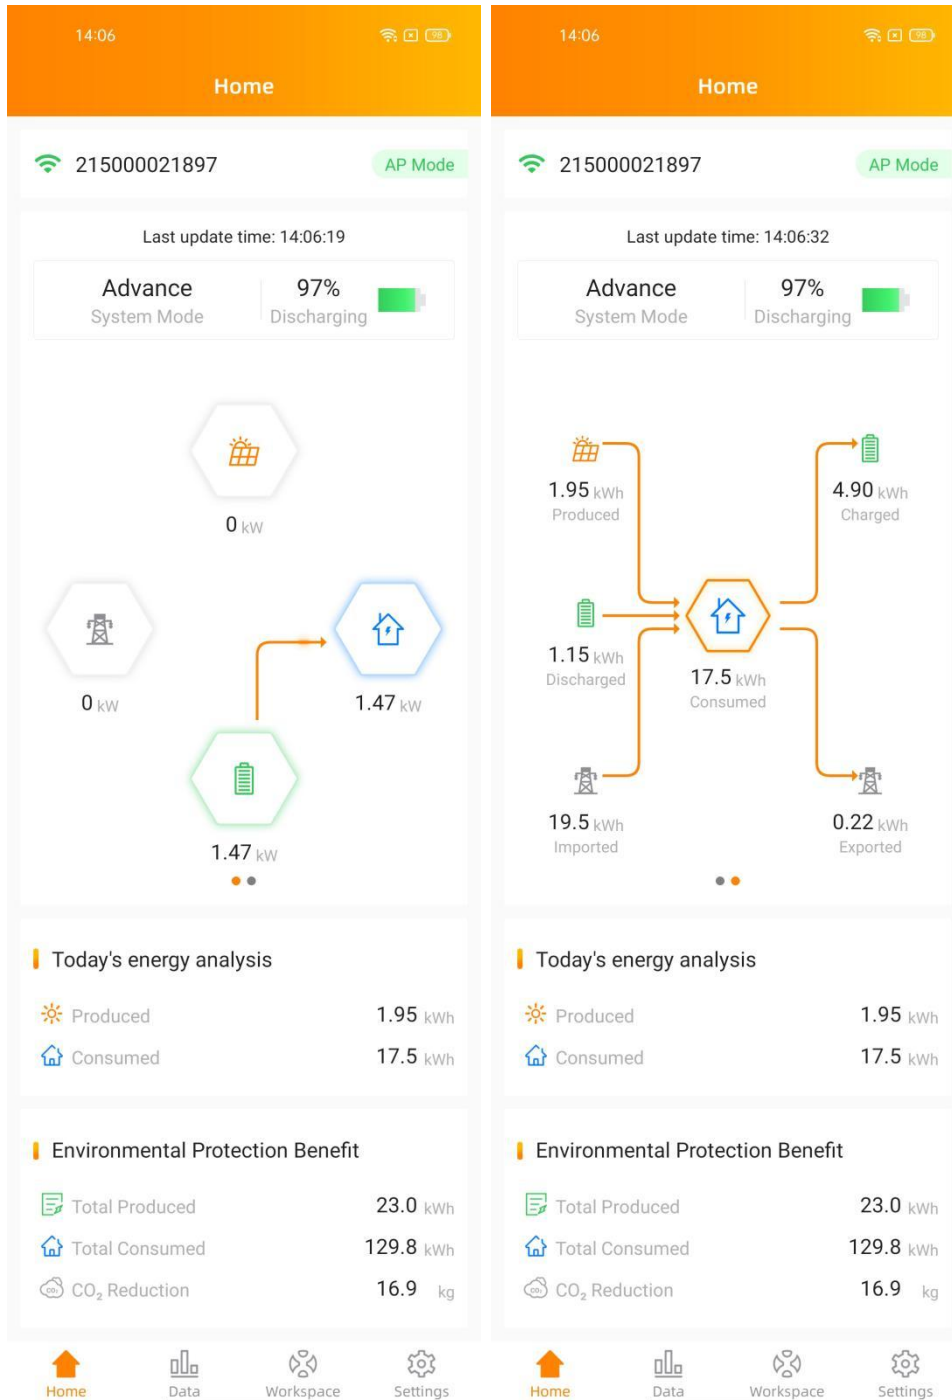 14:06
98
Home
215000021897 AP Mode
Last update time: 14:06:19
Advance 97%
System Mode Discharging
0 kW
0 kW
1.47 kW
1.47 kW
Today's energy analysis
Produced 1.95 kWh
Consumed 17.5 kWh
Environmental Protection Benefit
Total Produced 23.0 kWh
Total Consumed 129.8 kWh
CO₂ Reduction 16.9 kg
Home Data Workspace Settings
14:06
98
Home
215000021897 AP Mode
Last update time: 14:06:32
Advance 97%
System Mode Discharging
1.95 kWh 4.90 kWh
Produced Charged
1.15 kWh
Discharged
17.5 kWh
Consumed
19.5 kWh 0.22 kWh
Imported Exported
Today's energy analysis
Produced 1.95 kWh
Consumed 17.5 kWh
Environmental Protection Benefit
Total Produced 23.0 kWh
Total Consumed 129.8 kWh
CO₂ Reduction 16.9 kg
Home Data Workspace Settings